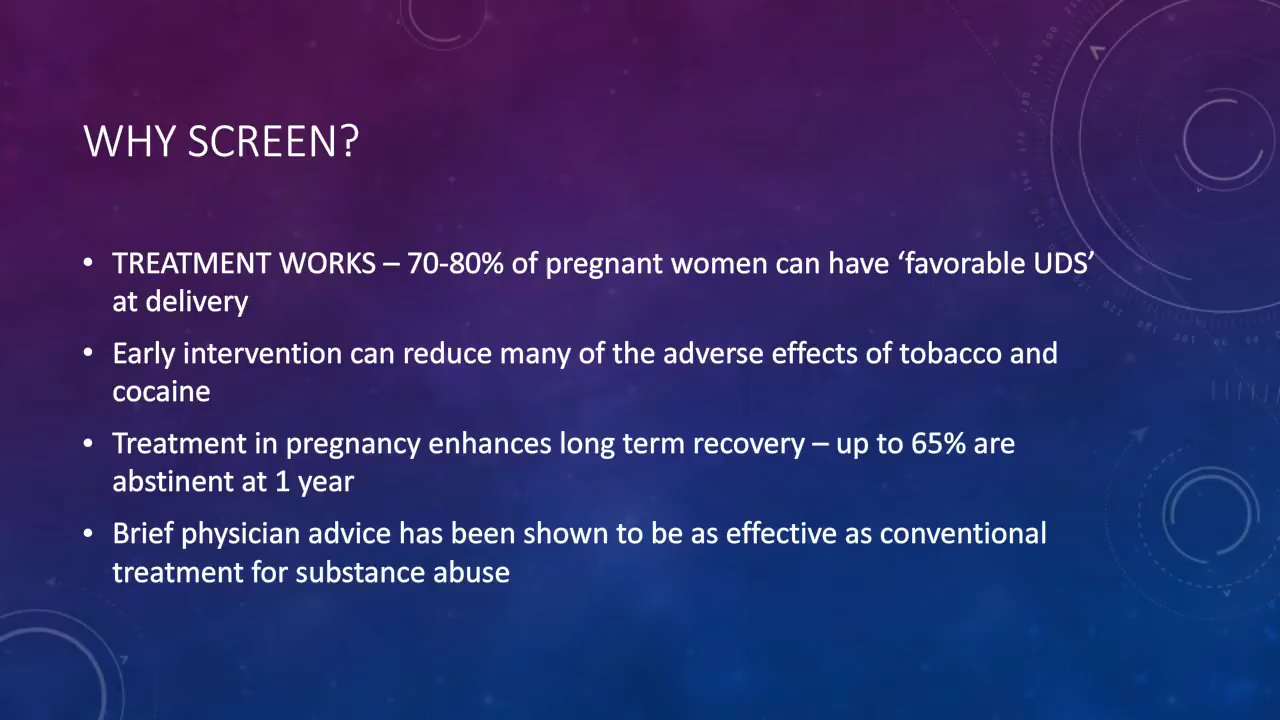 WHY SCREEN?
• TREATMENT WORKS – 70-80% of pregnant women can have ‘favorable UDS’
at delivery
• Early intervention can reduce many of the adverse effects of tobacco and
cocaine
• Treatment in pregnancy enhances long term recovery – up to 65% are
abstinent at 1 year
• Brief physician advice has been shown to be as effective as conventional
treatment for substance abuse